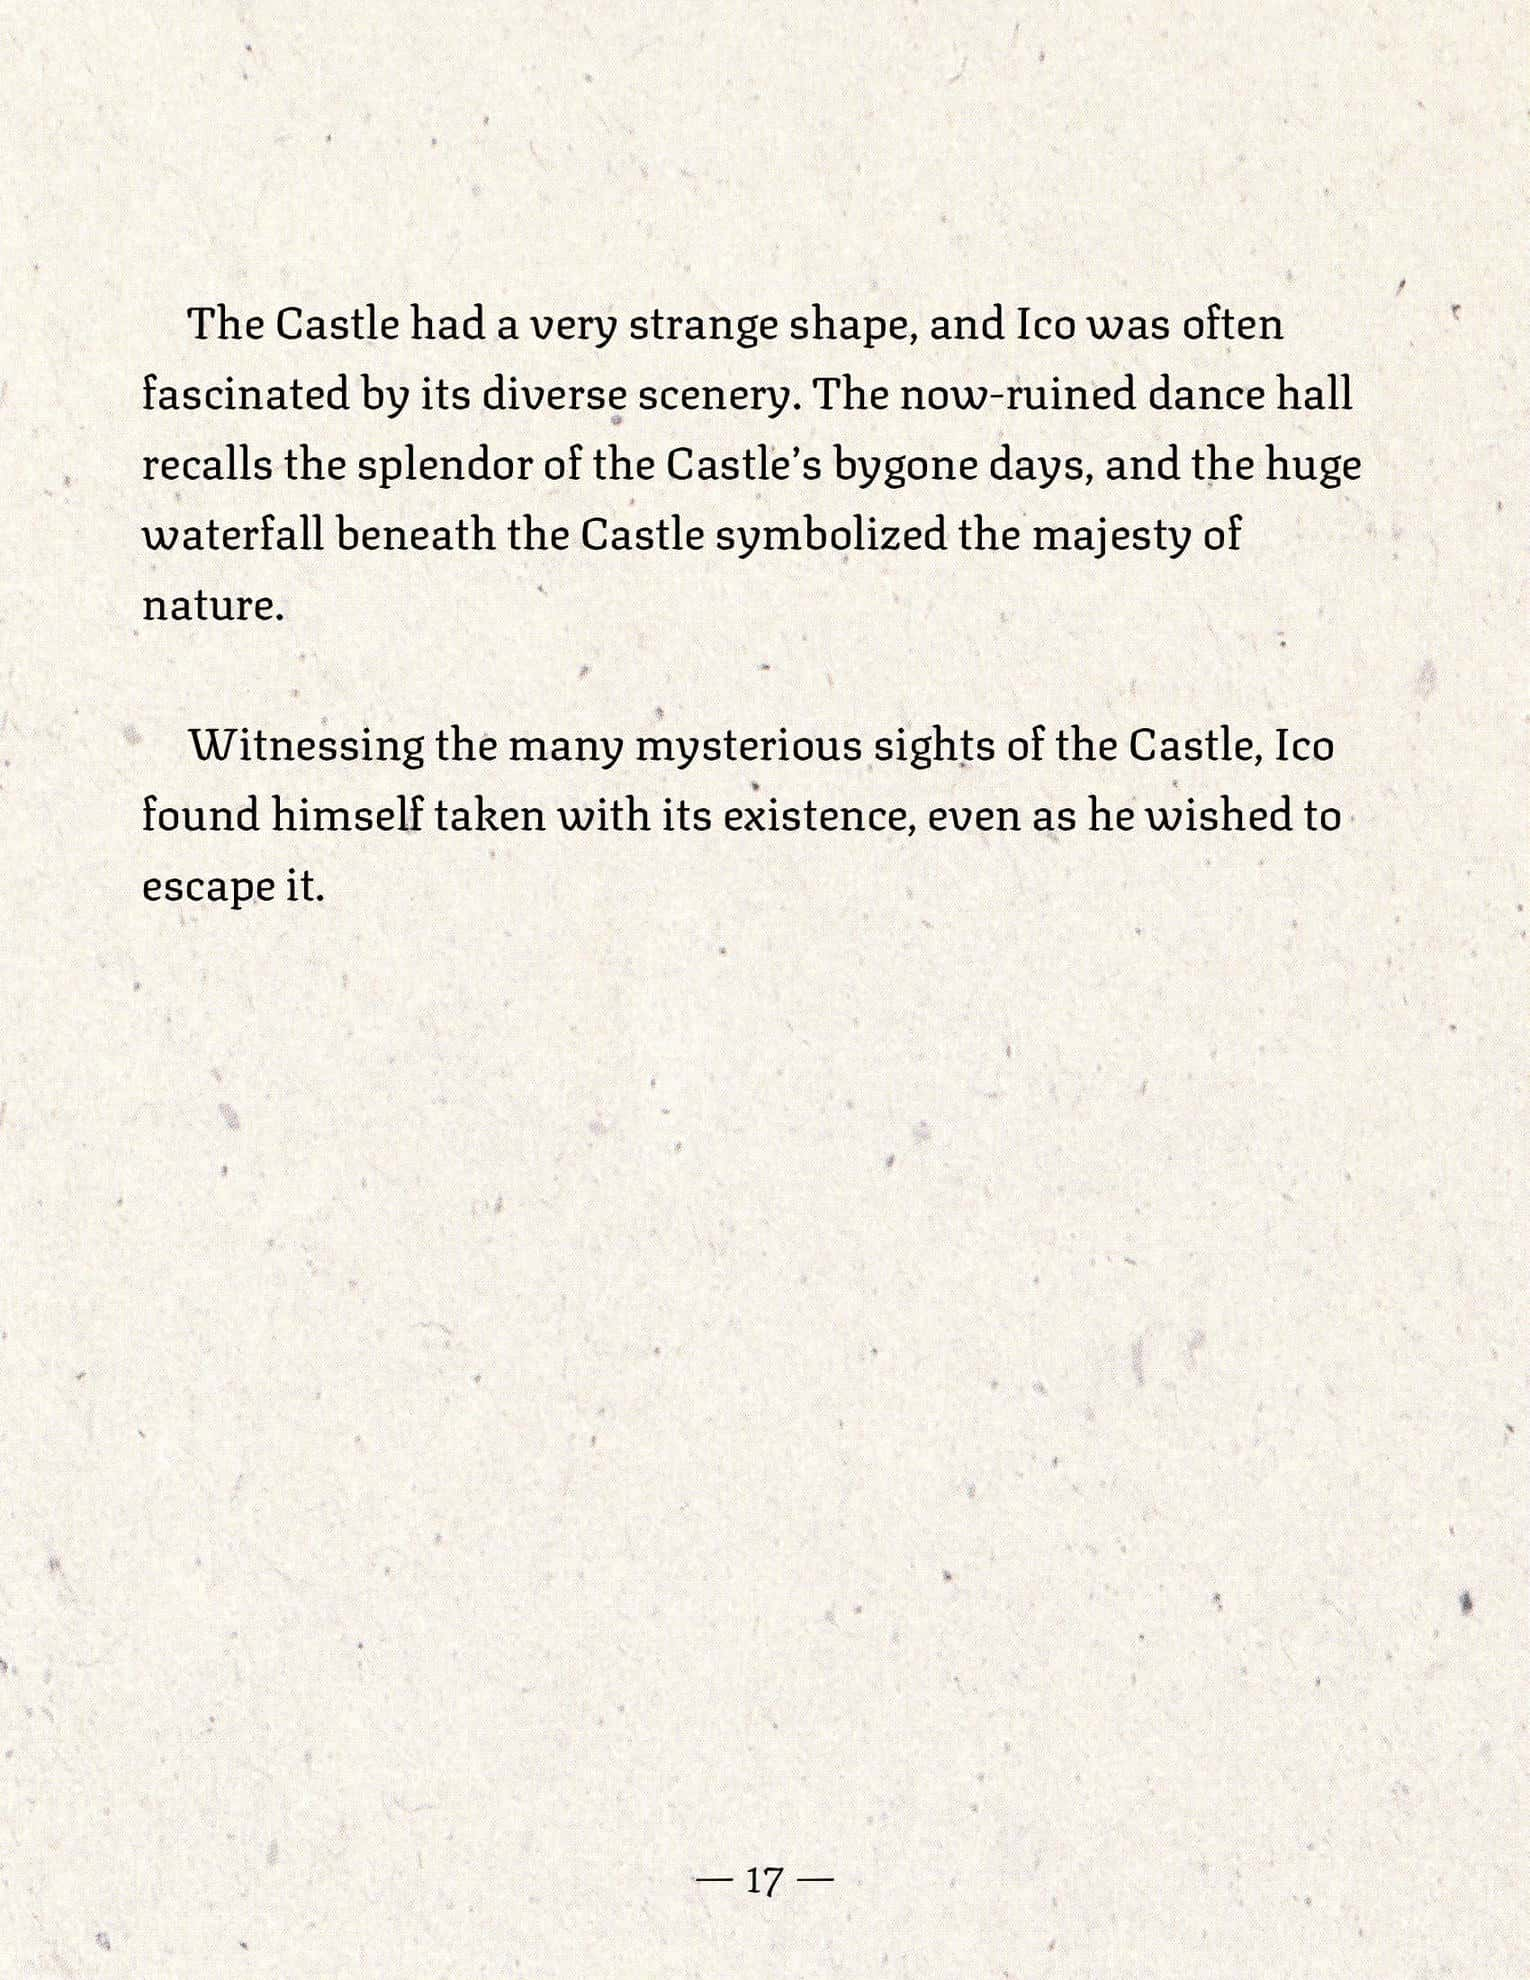 The Castle had a very strange shape, and Ico was often
fascinated by its diverse scenery. The now-ruined dance hall
recalls the splendor of the Castle’s bygone days, and the huge
waterfall beneath the Castle symbolized the majesty of
nature.
Witnessing the many mysterious sights of the Castle, Ico
found himself taken with its existence, even as he wished to
escape it.
— 17 —